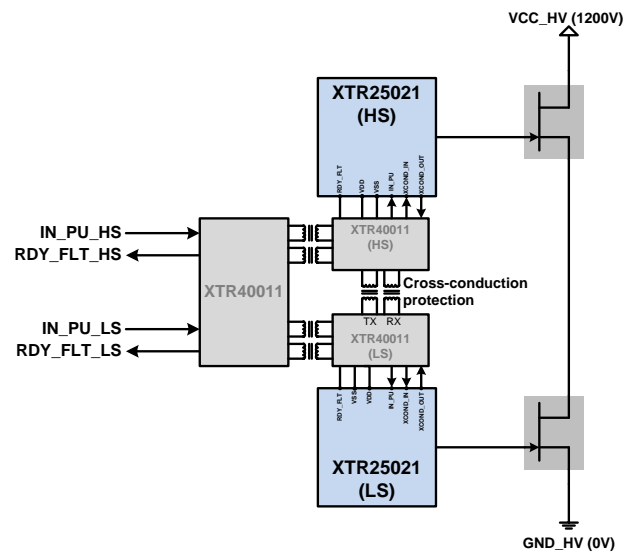 VCC_HV (1200V)
XTR25021
(HS)
RDY_FLT
VDD
VSS
IN_PU
XCOND_IN
XCOND_OUT
IN_PU_HS
RDY_FLT_HS
XTR40011
(HS)
XTR40011
Cross-conduction
protection
TX RX
IN_PU_LS
RDY_FLT_LS
XTR40011
(LS)
RDY_FLT
VSS
VDD
IN_PU
XCOND_IN
XCOND_OUT
XTR25021
(LS)
GND_HV (0V)